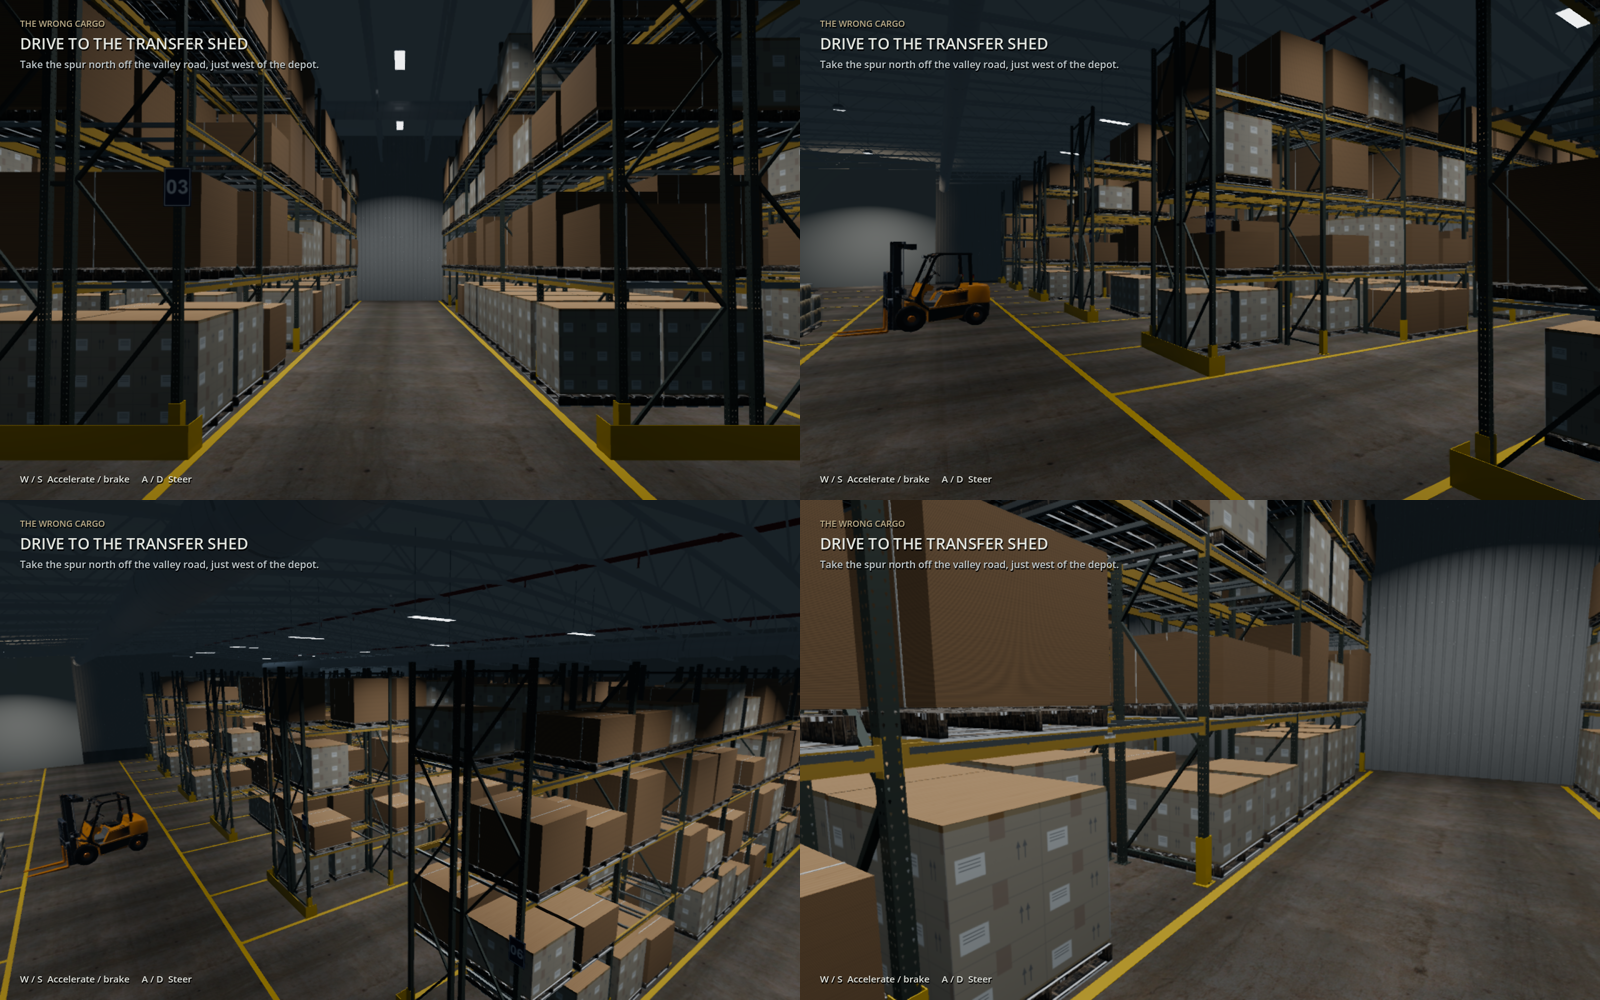 THE WRONG CARGO
DRIVE TO THE TRANSFER SHED
Take the spur north off the valley road, just west of the depot.
03
W / S Accelerate / brake A / D Steer
THE WRONG CARGO
DRIVE TO THE TRANSFER SHED
Take the spur north off the valley road, just west of the depot.
W / S Accelerate / brake A / D Steer
THE WRONG CARGO
DRIVE TO THE TRANSFER SHED
Take the spur north off the valley road, just west of the depot.
W / S Accelerate / brake A / D Steer
THE WRONG CARGO
DRIVE TO THE TRANSFER SHED
Take the spur north off the valley road, just west of the depot.
W / S Accelerate / brake A / D Steer